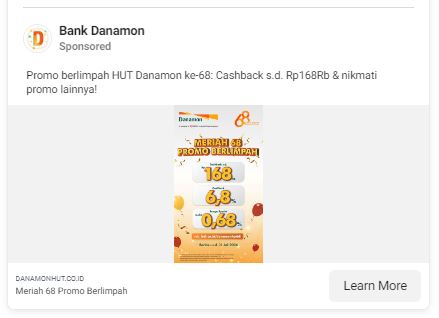 Bank Danamon
Sponsored
Promo berlimpah HUT Danamon ke-68: Cashback s.d. Rp168Rb & nikmati
promo lainnya!
Danamon
68
MERIAH 68
PROMO BERLIMPAH
168
6,8
0,68
DANAMONHUT.CO.ID
Meriah 68 Promo Berlimpah
Learn More